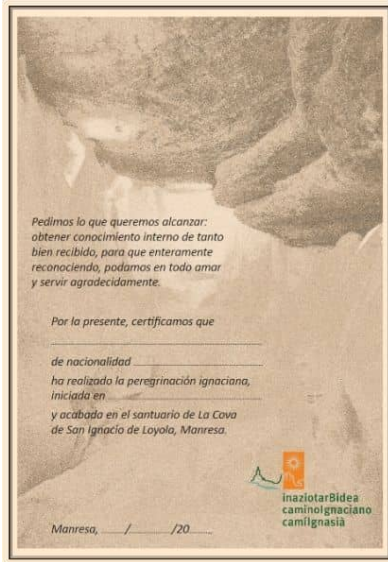 Pedimos lo que queremos alcanzar:
obtener conocimiento interno de tanto
bien recibido, para que enteramente
reconociendo, podamos en todo amar
y servir agradecidamente.
Por la presente, certificamos que
de nacionalidad
ha realizado la peregrinación ignaciana,
iniciada en
y acabada en el santuario de La Cova
de San Ignacio de Loyola, Manresa.
inaziotarBidea
caminoIgnaciano
camíIgnasià
Manresa, ......./......./20.......